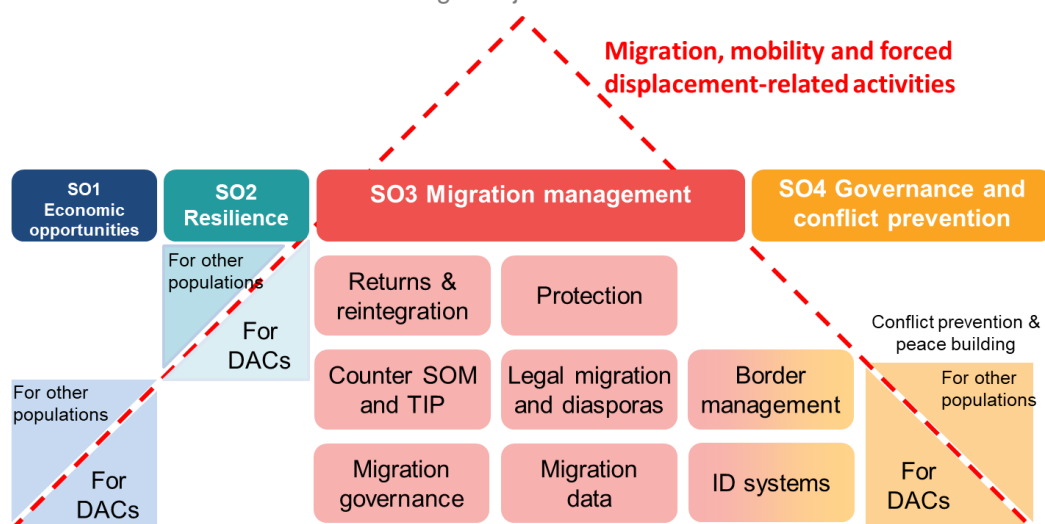 Migration, mobility and forced
displacement-related activities
SO1
Economic
opportunities
SO2
Resilience
SO3 Migration management
SO4 Governance and
conflict prevention
For other
populations
For
DACs
Returns &
reintegration
Protection
Conflict prevention &
peace building
For other
populations
For
DACs
Counter SOM
and TIP
Legal migration
and diasporas
Border
management
For other
populations
For
DACs
Migration
governance
Migration
data
ID systems